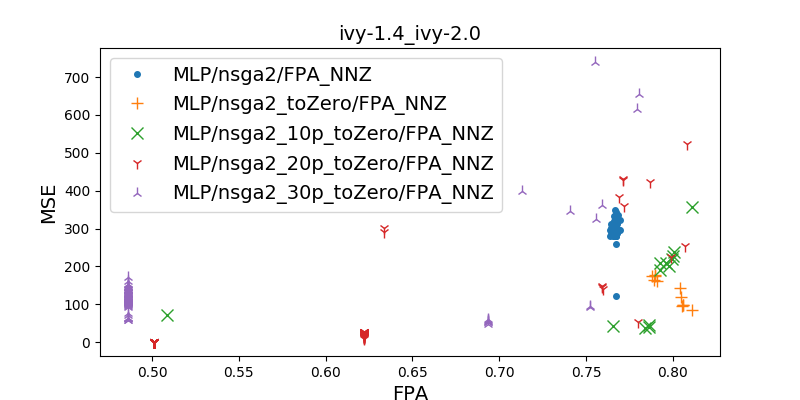 ivy-1.4_ivy-2.0
MLP/nsga2/FPA_NNZ
MLP/nsga2_toZero/FPA_NNZ
MLP/nsga2_10p_toZero/FPA_NNZ
MLP/nsga2_20p_toZero/FPA_NNZ
MLP/nsga2_30p_toZero/FPA_NNZ
MSE
700
600
500
400
300
200
100
0
0.50
0.55
0.60
0.65
0.70
0.75
0.80
FPA